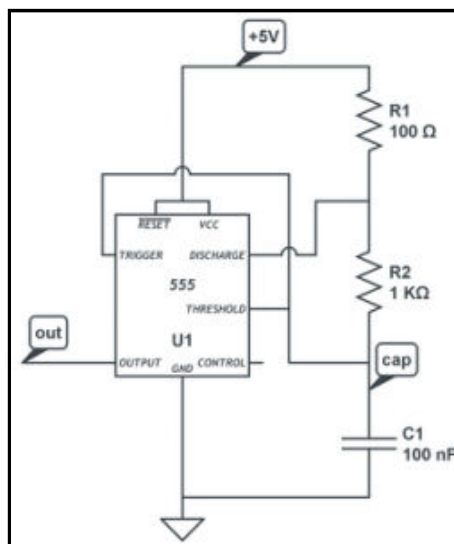 +5V
R1
100 Ω
RESET VCC
TRIGGER DISCHARGE
555
R2
1 KΩ
THRESHOLD
out
U1
cap
OUTPUT GND CONTROL
C1
100 nF